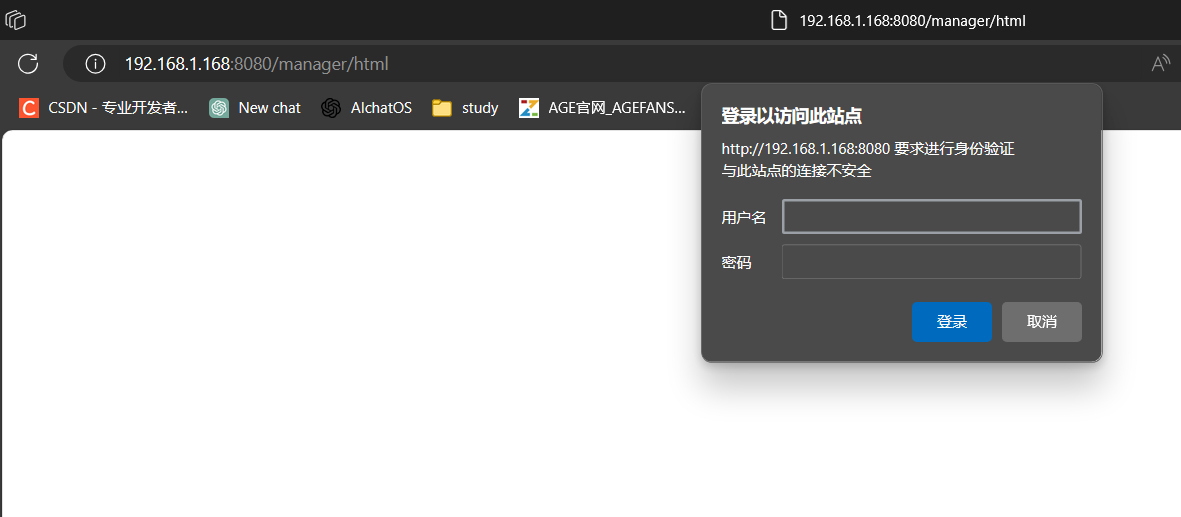 192.168.1.168:8080/manager/html
192.168.1.168:8080/manager/html
CSDN - 专业开发者...
New chat
AIchatOS
study
AGE官网_AGEFANS...
登录以访问此站点
http://192.168.1.168:8080 要求进行身份验证
与此站点的连接不安全
用户名
密码
登录
取消